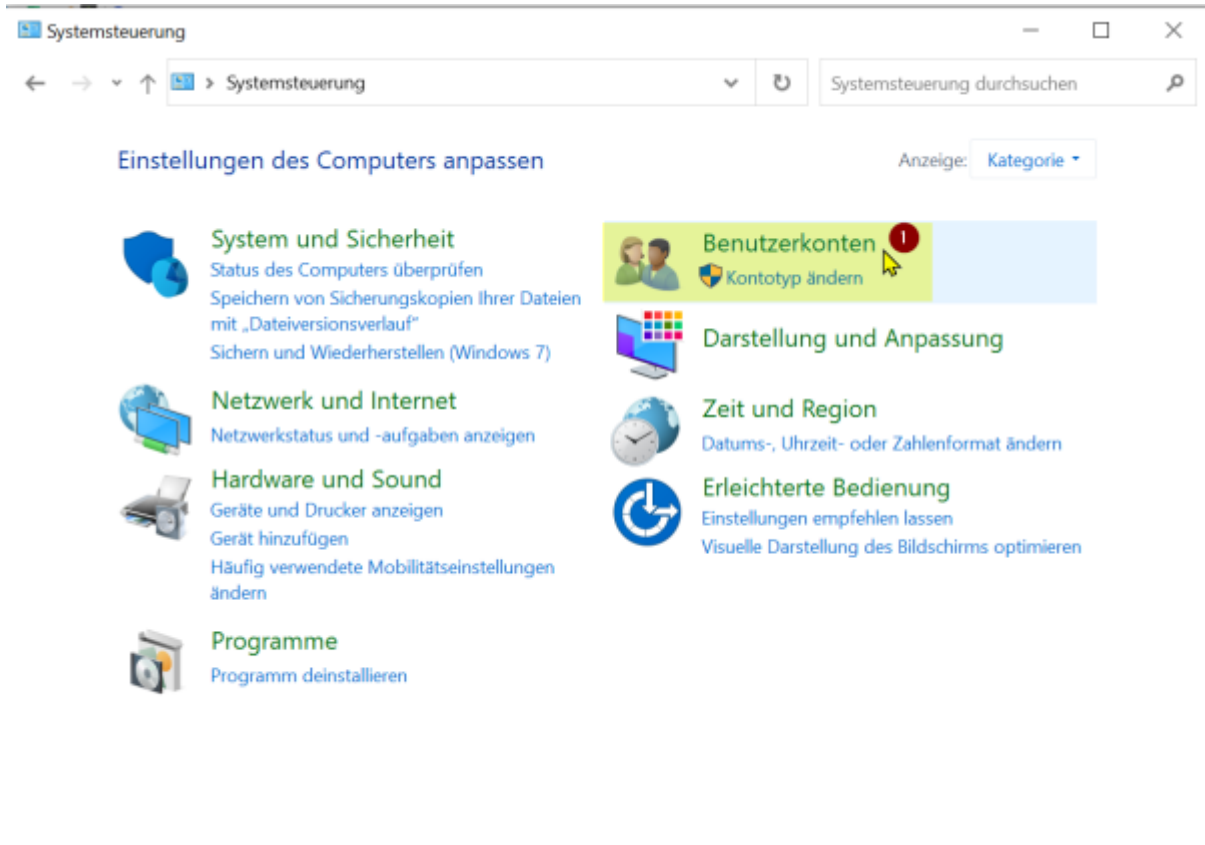 Systemsteuerung
Systemsteuerung
Systemsteuerung durchsuchen
Einstellungen des Computers anpassen
Anzeige: Kategorie
System und Sicherheit
Status des Computers überprüfen
Speichern von Sicherungskopien Ihrer Dateien
mit „Dateiversionsverlauf“
Sichern und Wiederherstellen (Windows 7)
Netzwerk und Internet
Netzwerkstatus und -aufgaben anzeigen
Hardware und Sound
Geräte und Drucker anzeigen
Gerät hinzufügen
Häufig verwendete Mobilitätseinstellungen
ändern
Programme
Programm deinstallieren
Benutzerkonten 1
Kontotyp ändern
Darstellung und Anpassung
Zeit und Region
Datums-, Uhrzeit- oder Zahlenformat ändern
Erleichterte Bedienung
Einstellungen empfehlen lassen
Visuelle Darstellung des Bildschirms optimieren